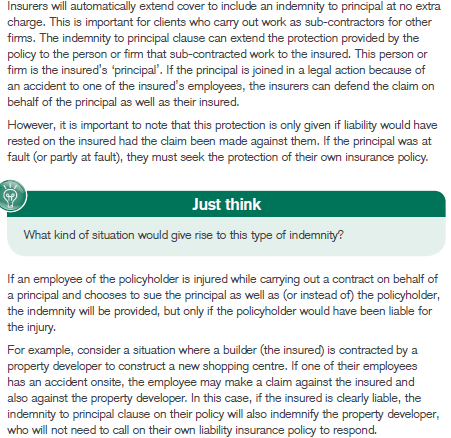 Insurers will automatically extend cover to include an indemnity to principal at no extra
charge. This is important for clients who carry out work as sub-contractors for other
firms. The indemnity to principal clause can extend the protection provided by the
policy to the person or firm that sub-contracted work to the insured. This person or
firm is the insured's 'principal'. If the principal is joined in a legal action because of
an accident to one of the insured's employees, the insurers can defend the claim on
behalf of the principal as well as their insured.
However, it is important to note that this protection is only given if liability would have
rested on the insured had the claim been made against them. If the principal was at
fault (or partly at fault), they must seek the protection of their own insurance policy.
Just think
What kind of situation would give rise to this type of indemnity?
If an employee of the policyholder is injured while carrying out a contract on behalf of
a principal and chooses to sue the principal as well as (or instead of) the policyholder,
the indemnity will be provided, but only if the policyholder would have been liable for
the injury.
For example, consider a situation where a builder (the insured) is contracted by a
property developer to construct a new shopping centre. If one of their employees
has an accident onsite, the employee may make a claim against the insured and
also against the property developer. In this case, if the insured is clearly liable, the
indemnity to principal clause on their policy will also indemnify the property developer,
who will not need to call on their own liability insurance policy to respond.